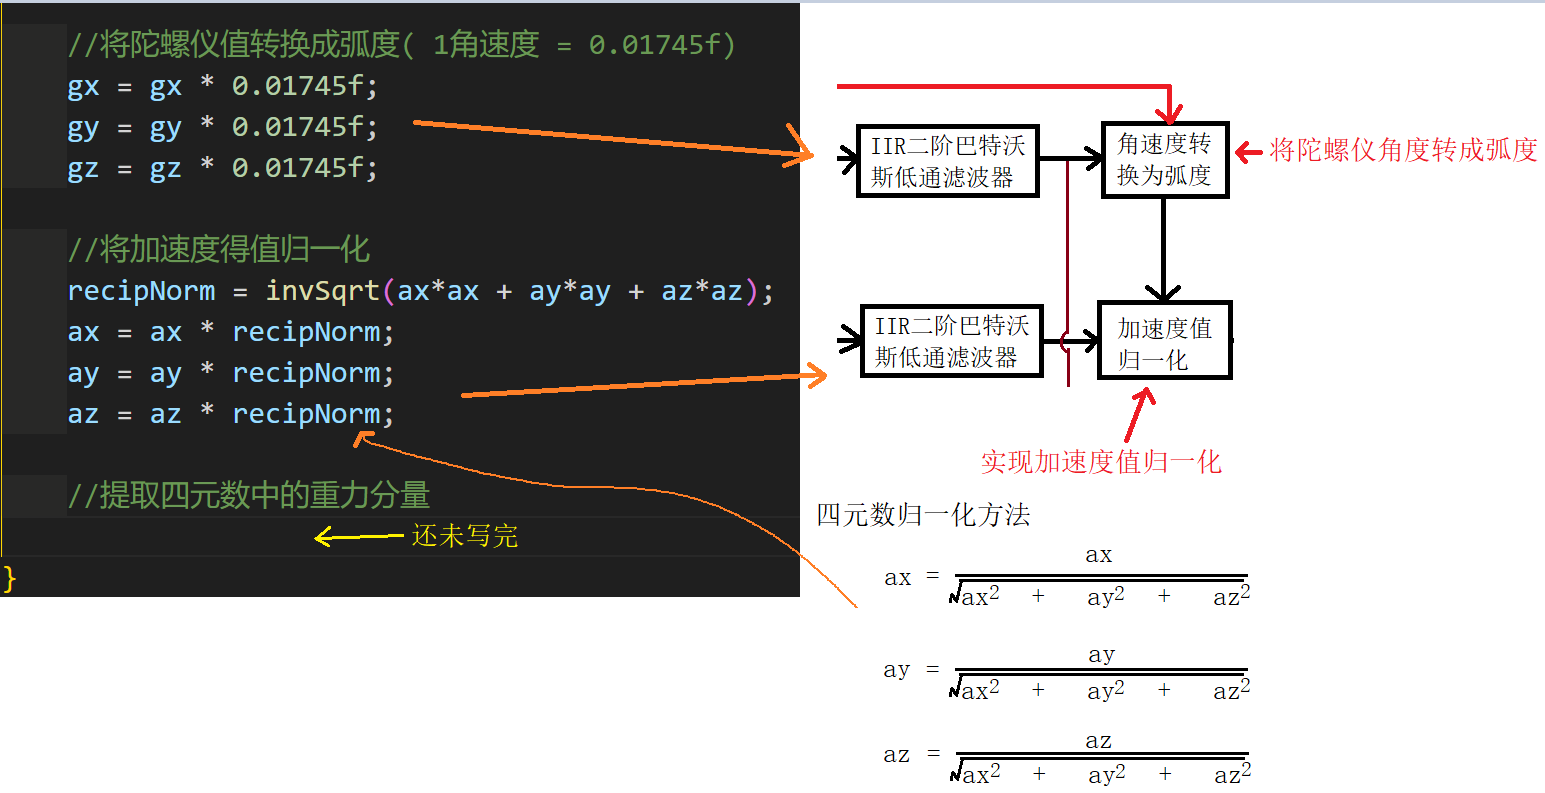 //将陀螺仪值转换成弧度( 1角速度 = 0.01745f)
gx = gx * 0.01745f;
gy = gy * 0.01745f;
gz = gz * 0.01745f;
//将加速度得值归一化
recipNorm = invSqrt(ax*ax + ay*ay + az*az);
ax = ax * recipNorm;
ay = ay * recipNorm;
az = az * recipNorm;
//提取四元数中的重力分量
还未写完
}
IIR二阶巴特沃
斯低通滤波器
角速度转
换为弧度
将陀螺仪角度转成弧度
IIR二阶巴特沃
斯低通滤波器
加速度值
归一化
实现加速度值归一化
四元数归一化方法
ax = ax
√ax² + ay² + az²
ay = ay
√ax² + ay² + az²
az = az
√ax² + ay² + az²